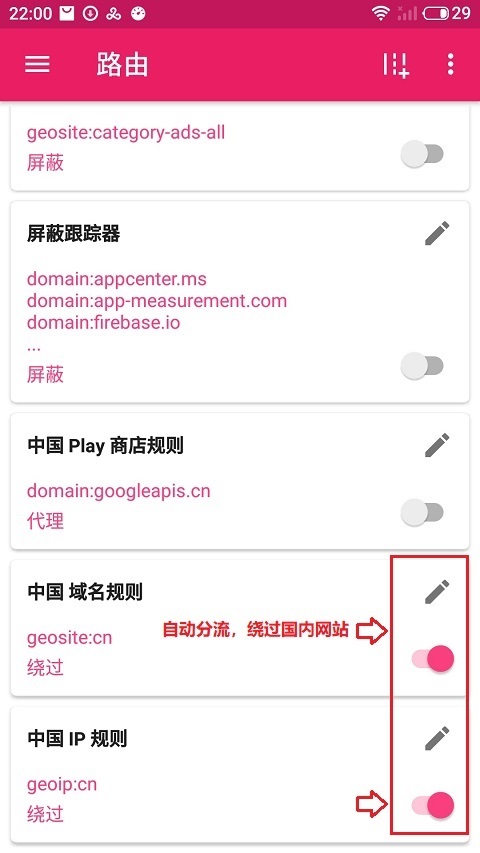 22:00
29
路由
geosite:category-ads-all
屏蔽
屏蔽跟踪器
domain:appcenter.ms
domain:app-measurement.com
domain:firebase.io
...
屏蔽
中国 Play 商店规则
domain:googleapis.cn
代理
中国 域名规则
自动分流，绕过国内网站
geosite:cn
绕过
中国 IP 规则
geoip:cn
绕过